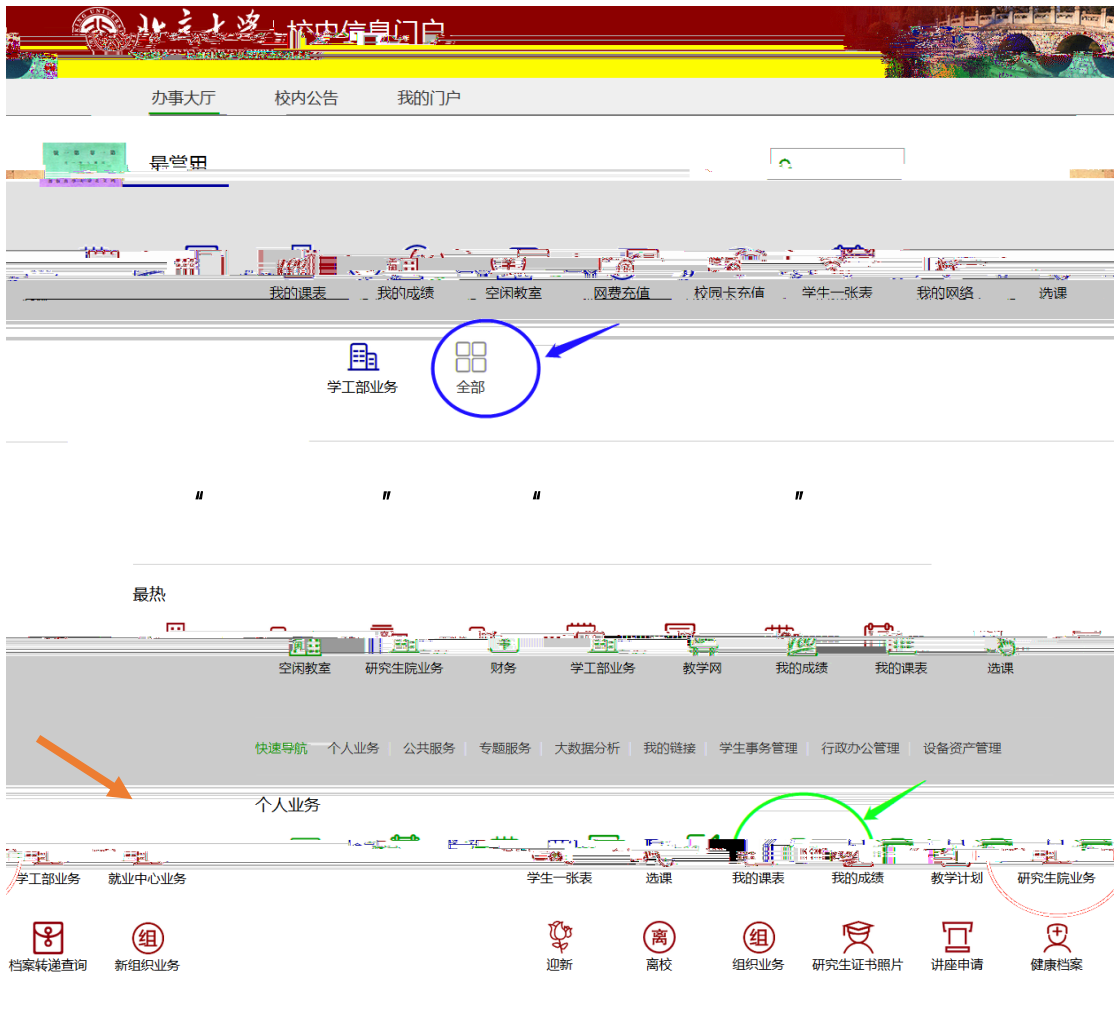 北京大学 校内信息门户
办事大厅 校内公告 我的门户
最常用
我的课表 我的成绩 空闲教室 网费充值 校园卡充值 学生一张表 我的网络 选课
学工部业务 全部
“ ” “ ”
最热
空闲教室 研究生院业务 财务 学工部业务 教学网 我的成绩 我的课表 选课
快速导航 个人业务 公共服务 专题服务 大数据分析 我的链接 学生事务管理 行政办公管理 设备资产管理
个人业务
学工部业务 就业中心业务 学生一张表 选课 我的课表 我的成绩 教学计划 研究生院业务
组 离 组
档案转递查询 新组织业务 迎新 离校 组织业务 研究生证书照片 讲座申请 健康档案